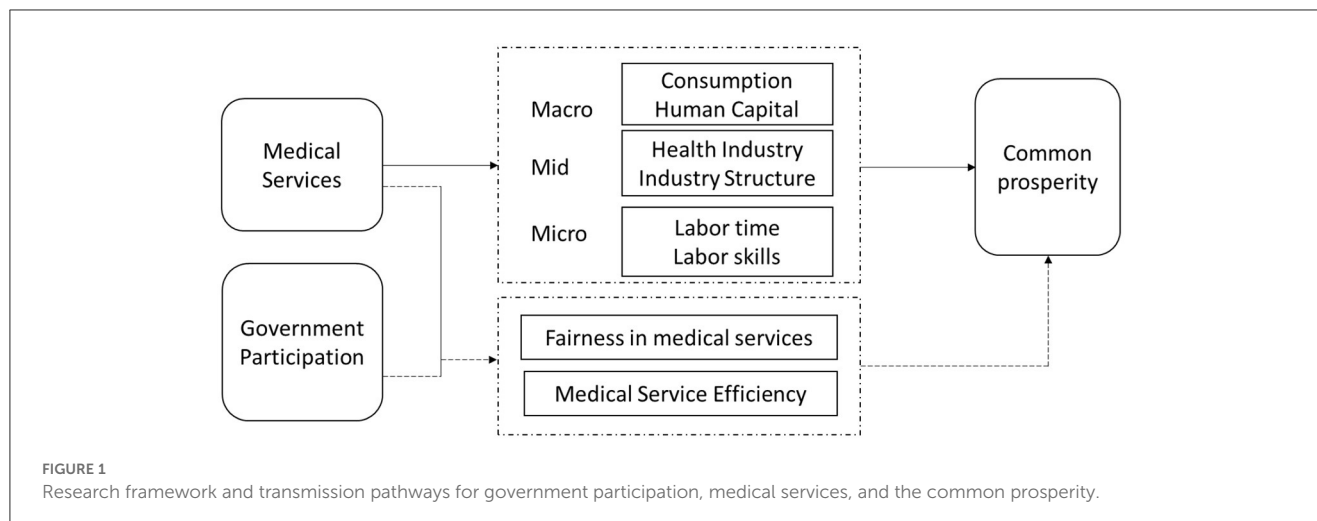 Medical
Services
Government
Participation
Macro
Consumption
Human Capital
Mid
Health Industry
Industry Structure
Micro
Labor time
Labor skills
Fairness in medical services
Medical Service Efficiency
Common
prosperity
FIGURE 1
Research framework and transmission pathways for government participation, medical services, and the common prosperity.